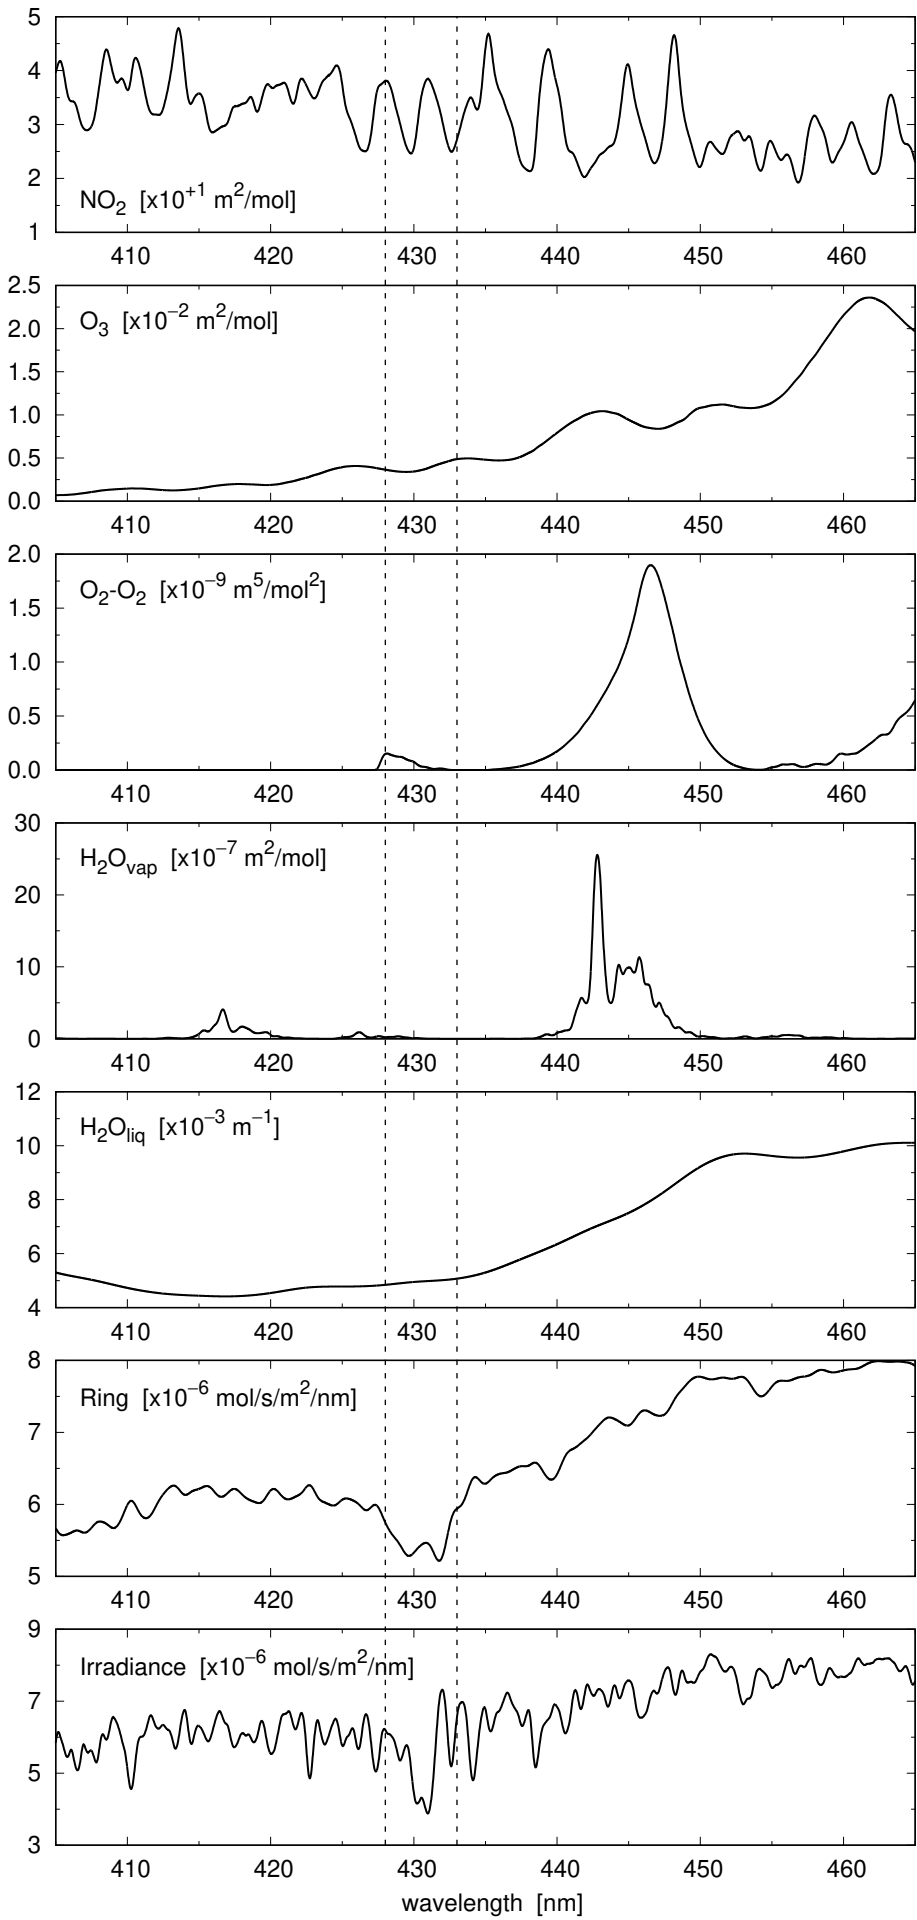 5
4
3
2
1
NO₂ [x10⁺¹ m²/mol]
410 420 430 440 450 460
2.5
2.0
1.5
1.0
0.5
0.0
O₃ [x10⁻² m²/mol]
410 420 430 440 450 460
2.0
1.5
1.0
0.5
0.0
O₂-O₂ [x10⁻⁹ m⁵/mol²]
410 420 430 440 450 460
30
20
10
0
H₂Oᵥₐₚ [x10⁻⁷ m²/mol]
410 420 430 440 450 460
12
10
8
6
4
H₂Oliq [x10⁻³ m⁻¹]
410 420 430 440 450 460
8
7
6
5
Ring [x10⁻⁶ mol/s/m²/nm]
410 420 430 440 450 460
9
7
5
3
Irradiance [x10⁻⁶ mol/s/m²/nm]
410 420 430 440 450 460
wavelength [nm]